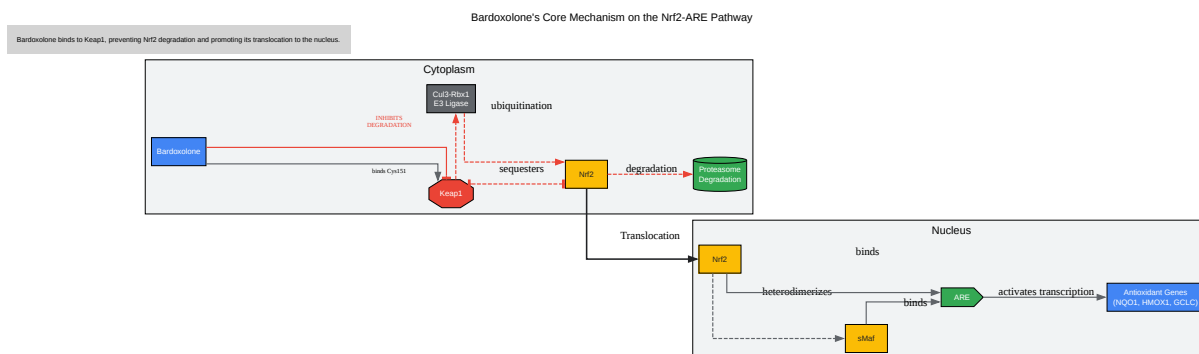 Bardoxolone's Core Mechanism on the Nrf2-ARE Pathway
Bardoxolone binds to Keap1, preventing Nrf2 degradation and promoting its translocation to the nucleus.
Cytoplasm
Cul3-Rbx1
E3 Ligase
ubiquitination
INHIBITS
DEGRADATION
Bardoxolone
binds Cys151
Keap1
sequesters
Nrf2
degradation
Proteasome
Degradation
Translocation
Nucleus
Nrf2
binds
heterodimerizes
binds
ARE
activates transcription
Antioxidant Genes
(NQO1, HMOX1, GCLC)
sMaf